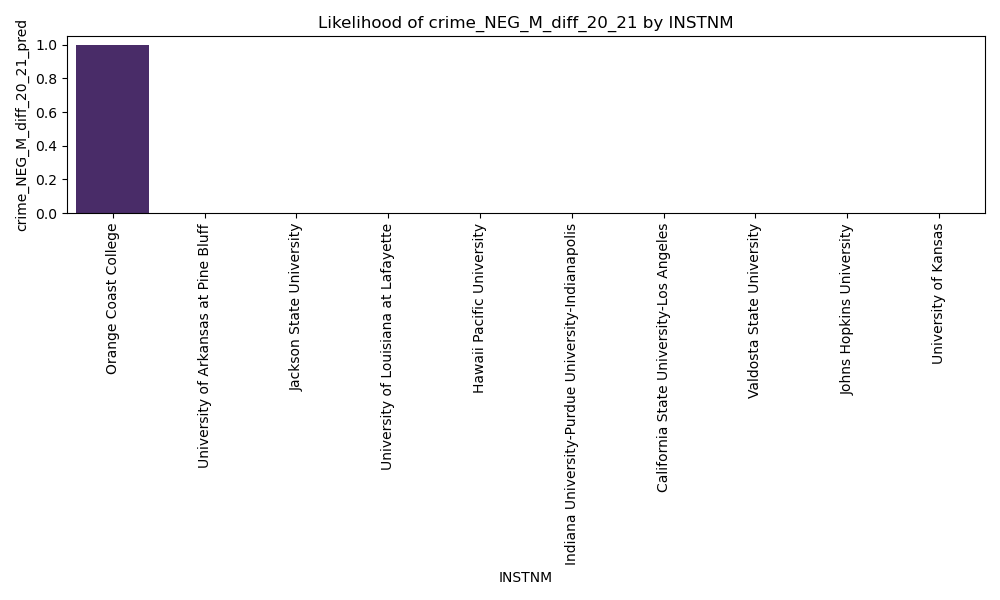 Likelihood of crime_NEG_M_diff_20_21 by INSTNM
crime_NEG_M_diff_20_21_pred
1.0
0.8
0.6
0.4
0.2
0.0
Orange Coast College
University of Arkansas at Pine Bluff
Jackson State University
University of Louisiana at Lafayette
Hawaii Pacific University
Indiana University-Purdue University-Indianapolis
California State University-Los Angeles
Valdosta State University
Johns Hopkins University
University of Kansas
INSTNM